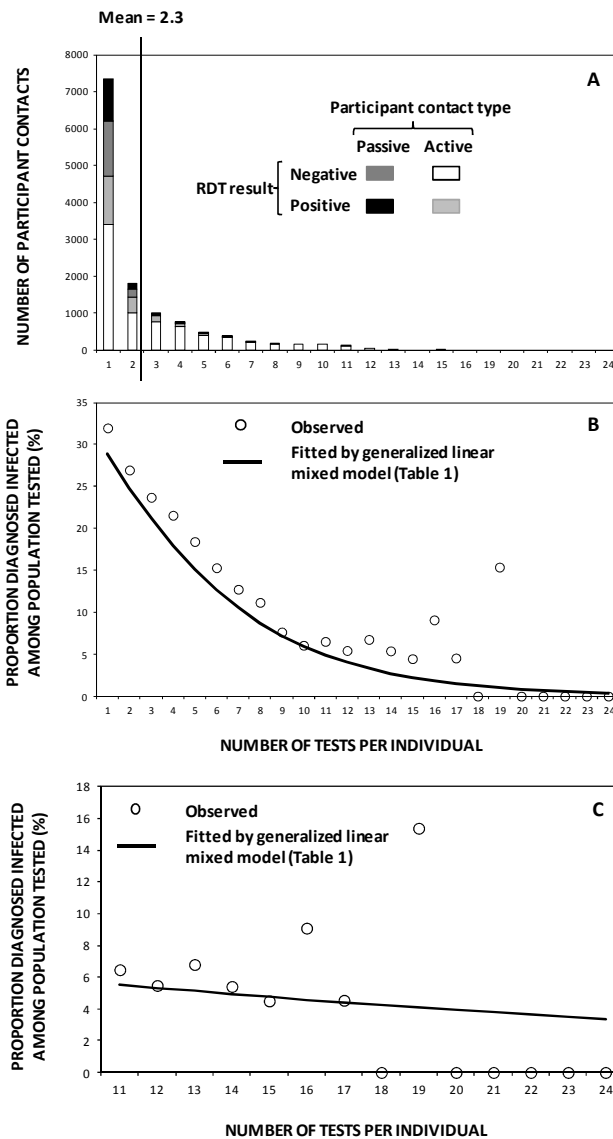 Mean = 2.3
A
NUMBER OF PARTICIPANT CONTACTS
8000
7000
6000
5000
4000
3000
2000
1000
0
Participant contact type
Passive Active
RDT result
Negative
Positive
1 2 3 4 5 6 7 8 9 10 11 12 13 14 15 16 17 18 19 20 21 24
B
PROPORTION DIAGNOSED INFECTED
AMONG POPULATION TESTED (%)
35
30
25
20
15
10
5
0
Observed
Fitted by generalized linear
mixed model (Table 1)
1 2 3 4 5 6 7 8 9 10 11 12 13 14 15 16 17 18 19 20 21 22 23 24
NUMBER OF TESTS PER INDIVIDUAL
C
PROPORTION DIAGNOSED INFECTED
AMONG POPULATION TESTED (%)
18
16
14
12
10
8
6
4
2
0
Observed
Fitted by generalized linear
mixed model (Table 1)
11 12 13 14 15 16 17 18 19 20 21 22 23 24
NUMBER OF TESTS PER INDIVIDUAL